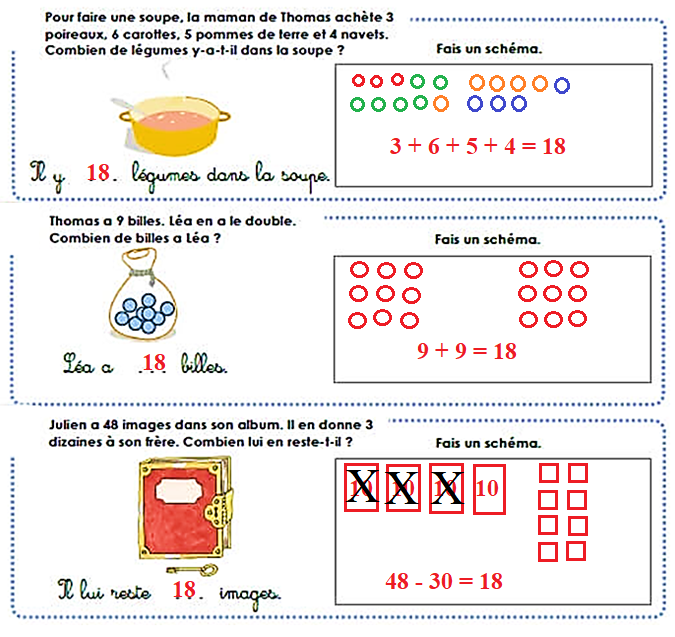 Pour faire une soupe, la maman de Thomas achète 3
poireaux, 6 carottes, 5 pommes de terre et 4 navets.
Combien de légumes y-a-t-il dans la soupe ?
Fais un schéma.
3 + 6 + 5 + 4 = 18
Il y 18. légumes dans la soupe.
Thomas a 9 billes. Léa en a le double.
Combien de billes a Léa ?
Fais un schéma.
9 + 9 = 18
Léa a 18 billes.
Julien a 48 images dans son album. Il en donne 3
dizaines à son frère. Combien lui en reste-t-il ?
Fais un schéma.
10 10 10 10
X X X
48 - 30 = 18
Il lui reste 18. images.